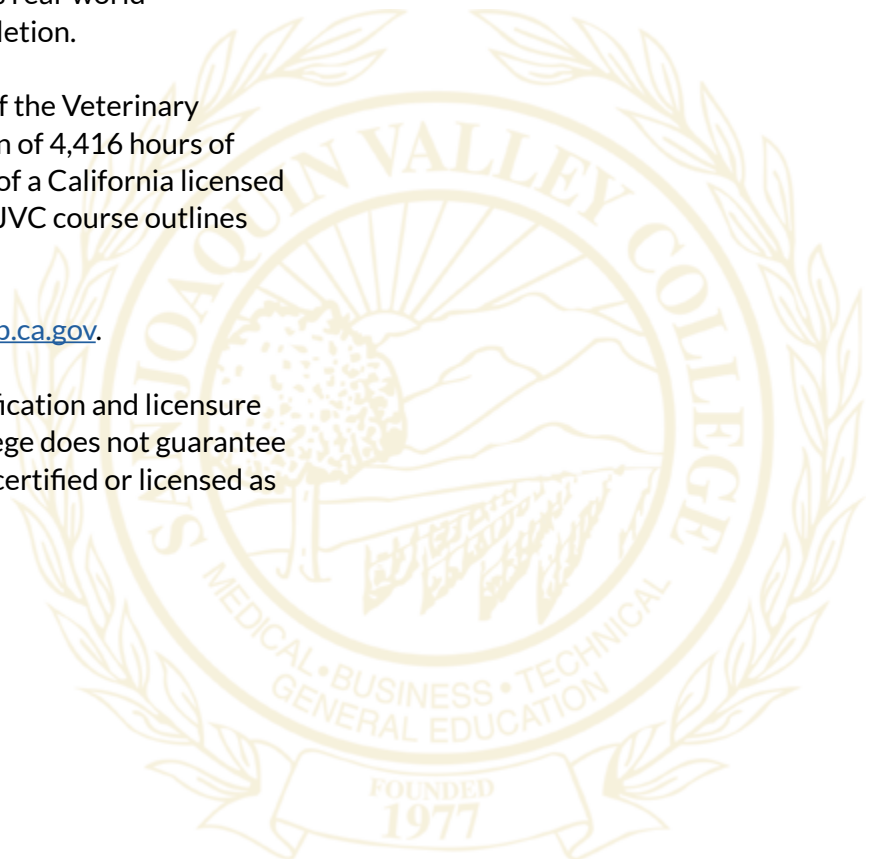 s real-world
letion.
f the Veterinary
n of 4,416 hours of
of a California licensed
JVC course outlines
b.ca.gov.
fication and licensure
ege does not guarantee
certified or licensed as
SAN JOAQUIN VALLEY COLLEGE
MEDICAL • BUSINESS • TECHNICAL
GENERAL EDUCATION
FOUNDED
1977